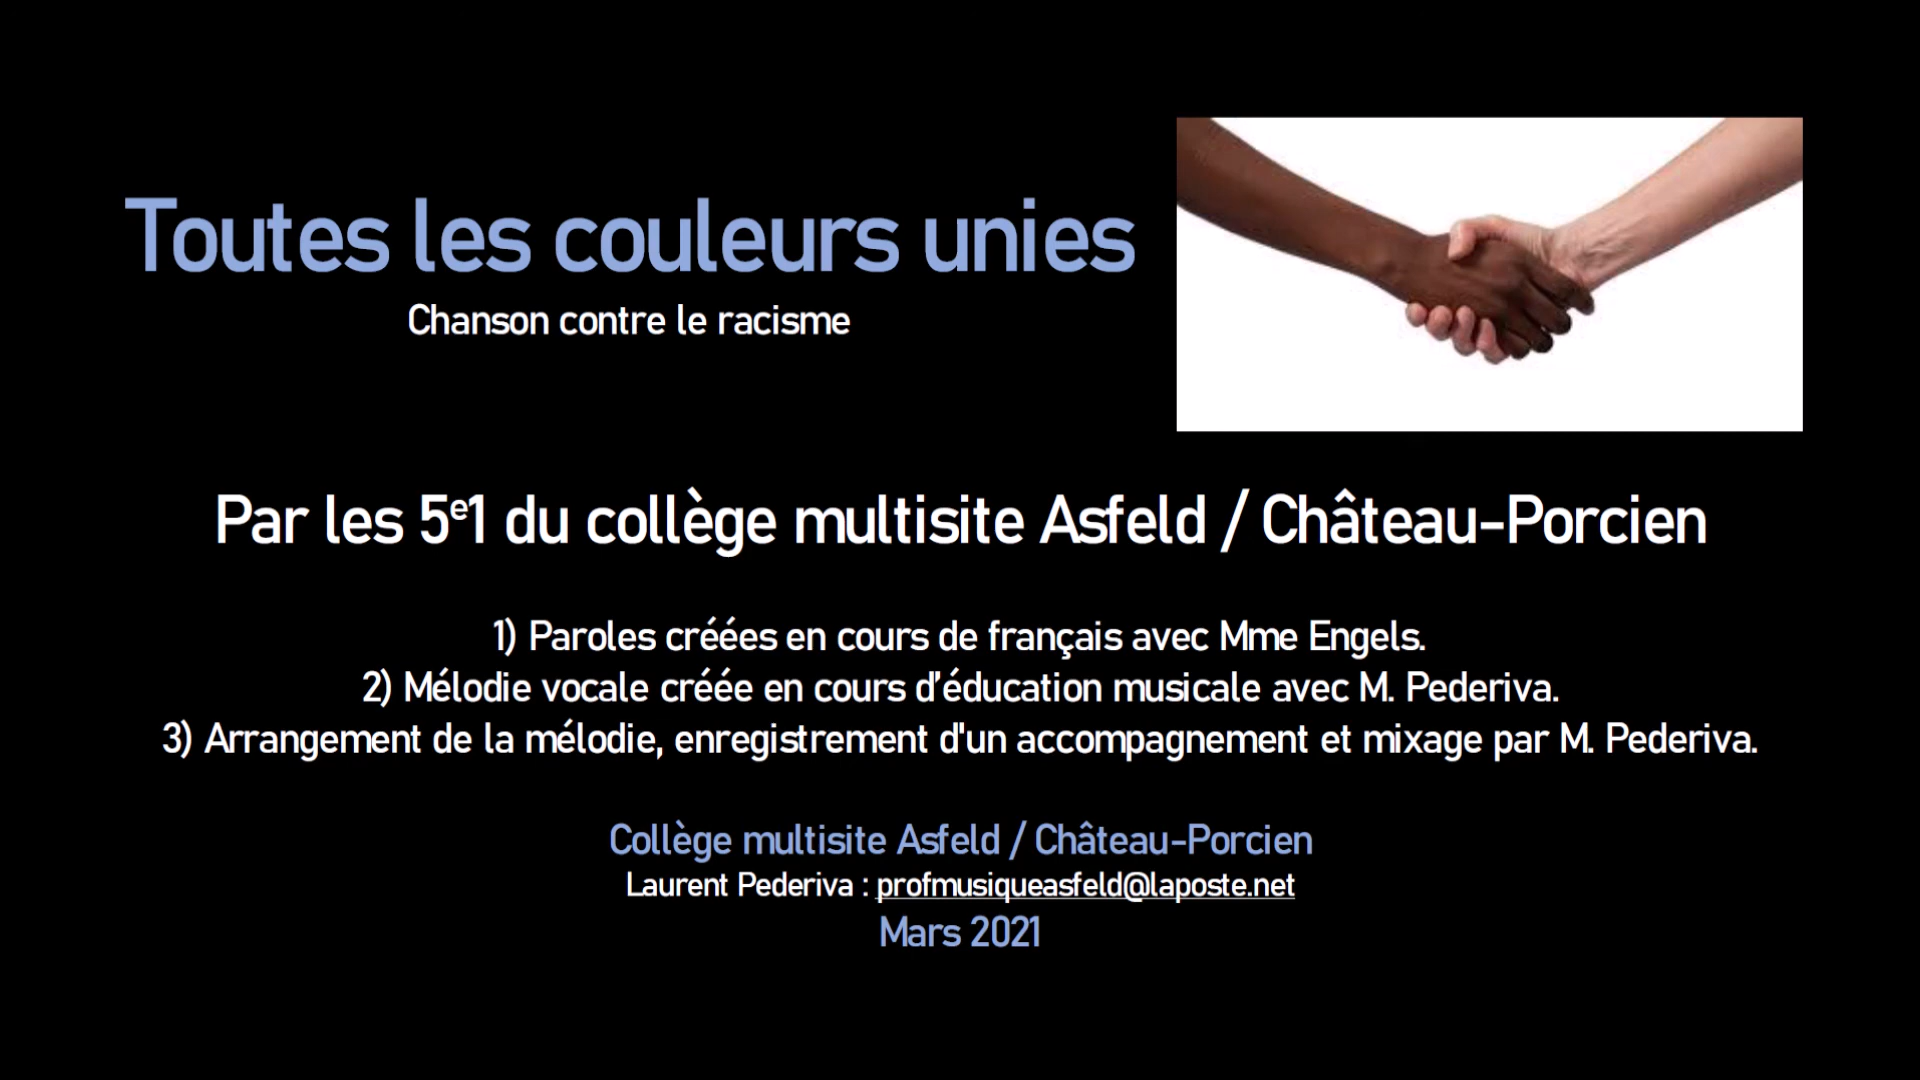 Toutes les couleurs unies
Chanson contre le racisme
Par les 5e1 du collège multisite Asfeld / Château-Porcien
1) Paroles créées en cours de français avec Mme Engels.
2) Mélodie vocale créée en cours d’éducation musicale avec M. Pederiva.
3) Arrangement de la mélodie, enregistrement d'un accompagnement et mixage par M. Pederiva.
Collège multisite Asfeld / Château-Porcien
Laurent Pederiva : profmusiqueasfeld@laposte.net
Mars 2021